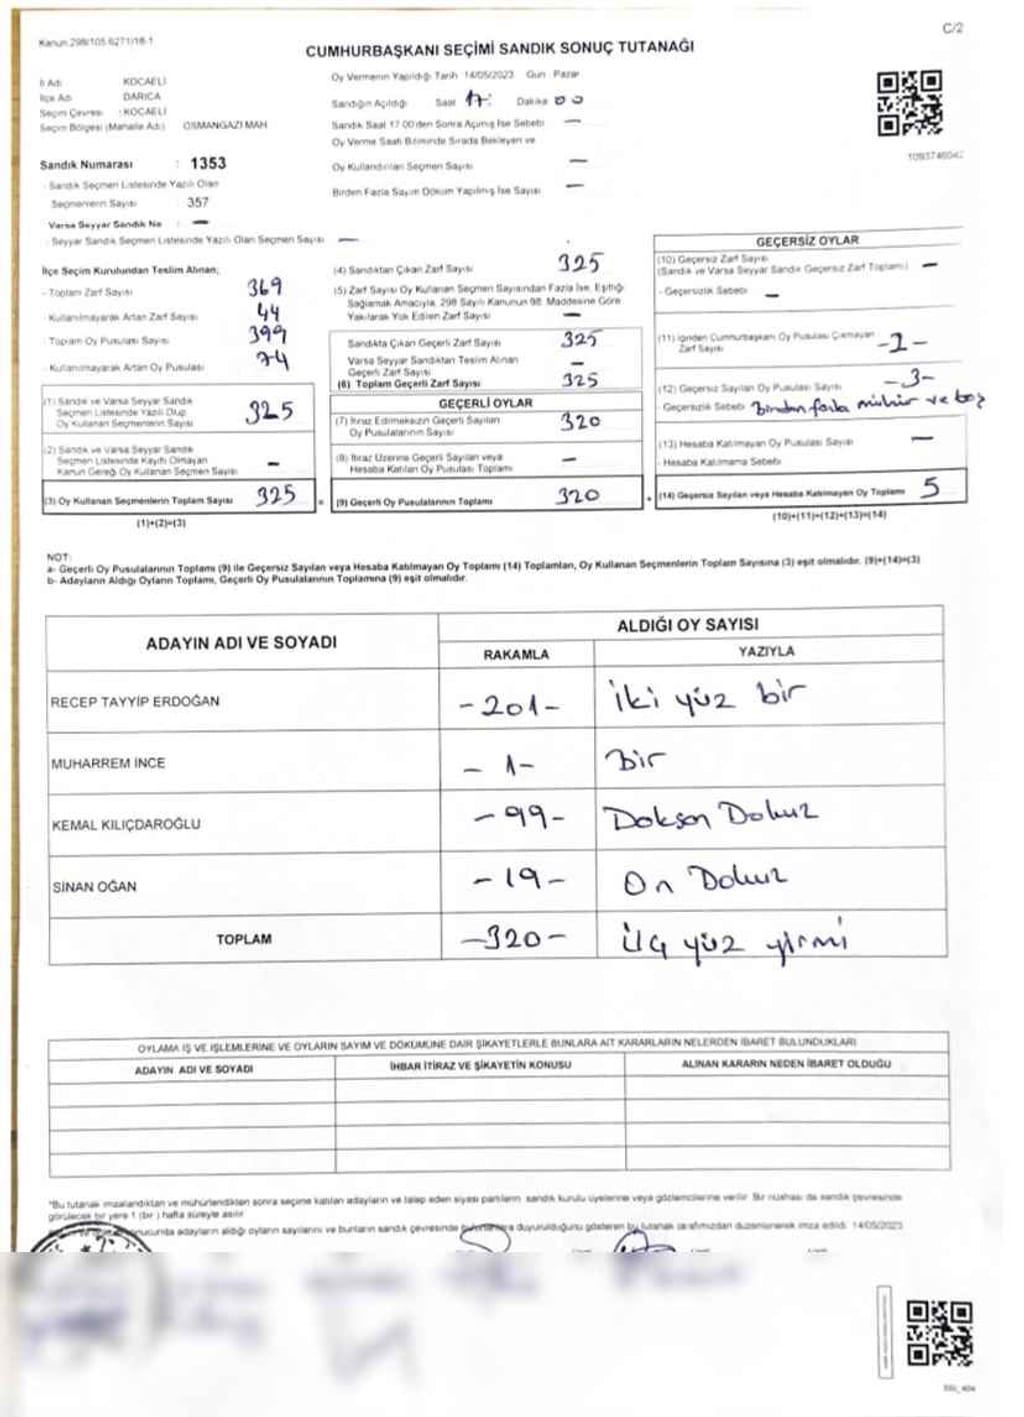 Kanun:298/105 6271/18-1
C/2
CUMHURBAŞKANI SEÇİMİ SANDIK SONUÇ TUTANAĞI
İl Adı : KOCAELİ
İlçe Adı : DARICA
Seçim Çevresi : KOCAELİ
Seçim Bölgesi (Mahalle Adı) OSMANGAZİ MAH
Sandık Numarası : 1353
- Sandık Seçmen Listesinde Yazılı Olan
Seçmenlerin Sayısı : 357
Varsa Seyyar Sandık No : —
- Seyyar Sandık Seçmen Listesinde Yazılı Olan Seçmen Sayısı —
Oy Vermenin Yapıldığı Tarih 14/05/2023 Gün : Pazar
Sandığın Açıldığı Saat 17: Dakika 00
Sandık Saat 17.00'den Sonra Açılmış İse Sebebi —
Oy Verme Saati Bitiminde Sırada Bekleyen ve
Oy Kullandırılan Seçmen Sayısı —
Birden Fazla Sayım Döküm Yapılmış İse Sayısı —
1093746042
İlçe Seçim Kurulundan Teslim Alınan;
- Toplam Zarf Sayısı 369
- Kullanılmayarak Artan Zarf Sayısı 44
- Toplam Oy Pusulası Sayısı 399
- Kullanılmayarak Artan Oy Pusulası 74
(1) Sandık ve Varsa Seyyar Sandık
Seçmen Listesinde Yazılı Olup
Oy Kullanan Seçmenlerin Sayısı 325
(2) Sandık ve Varsa Seyyar Sandık
Seçmen Listesinde Kayıtlı Olmayan
Kanun Gereği Oy Kullanan Seçmen Sayısı —
(3) Oy Kullanan Seçmenlerin Toplam Sayısı 325 =
(1)+(2)=(3)
(4) Sandıktan Çıkan Zarf Sayısı 325
(5) Zarf Sayısı Oy Kullanan Seçmen Sayısından Fazla İse, Eşitliği
Sağlamak Amacıyla, 298 Sayılı Kanunun 98. Maddesine Göre
Yakılarak Yok Edilen Zarf Sayısı —
Sandıkta Çıkan Geçerli Zarf Sayısı 325
Varsa Seyyar Sandıktan Teslim Alınan
Geçerli Zarf Sayısı —
(6) Toplam Geçerli Zarf Sayısı 325
GEÇERLİ OYLAR
(7) İtiraz Edilmeksizin Geçerli Sayılan
Oy Pusulalarının Sayısı 320
(8) İtiraz Üzerine Geçerli Sayılan veya
Hesaba Katılan Oy Pusulası Toplamı —
(9) Geçerli Oy Pusulalarının Toplamı 320 +
GEÇERSİZ OYLAR
(10) Geçersiz Zarf Sayısı
(Sandık ve Varsa Seyyar Sandık Geçersiz Zarf Toplamı) —
- Geçersizlik Sebebi —
(11) İçinden Cumhurbaşkanı Oy Pusulası Çıkmayan
Zarf Sayısı -2-
(12) Geçersiz Sayılan Oy Pusulası Sayısı -3-
- Geçersizlik Sebebi Birden fazla mühür ve boş
(13) Hesaba Katılmayan Oy Pusulası Sayısı —
- Hesaba Katılmama Sebebi
(14) Geçersiz Sayılan veya Hesaba Katılmayan Oy Toplamı 5
(10)+(11)+(12)+(13)=(14)
NOT:
a- Geçerli Oy Pusulalarının Toplamı (9) ile Geçersiz Sayılan veya Hesaba Katılmayan Oy Toplamı (14) Toplamları, Oy Kullanan Seçmenlerin Toplam Sayısına (3) eşit olmalıdır. (9)+(14)=(3)
b- Adayların Aldığı Oyların Toplamı, Geçerli Oy Pusulalarının Toplamına (9) eşit olmalıdır.
ADAYIN ADI VE SOYADI
ALDIĞI OY SAYISI
RAKAMLA YAZIYLA
RECEP TAYYİP ERDOĞAN -201- İki yüz bir
MUHARREM İNCE -1- Bir
KEMAL KILIÇDAROĞLU -99- Doksan Dokuz
SİNAN OĞAN -19- On Dokuz
TOPLAM -320- Üç yüz yirmi
OYLAMA İŞ VE İŞLEMLERİNE VE OYLARIN SAYIM VE DÖKÜMÜNE DAİR ŞİKAYETLERLE BUNLARA AİT KARARLARIN NELERDEN İBARET BULUNDUKLARI
ADAYIN ADI VE SOYADI İHBAR İTİRAZ VE ŞİKAYETİN KONUSU ALINAN KARARIN NEDEN İBARET OLDUĞU
*Bu tutanak imzalandıktan ve mühürlendikten sonra seçime katılan adayların ve talep eden siyasi partilerin sandık kurulu üyelerine veya gözlemcilerine verilir. Bir nüshası da sandık çevresinde
görülecek bir yere 1 (bir) hafta süreyle asılır.
sonucunda adayların aldığı oyların sayılarını ve bunların sandık çevresinde duyurulduğunu gösteren bu tutanak tarafımızdan düzenlenerek imza edildi. 14/05/2023